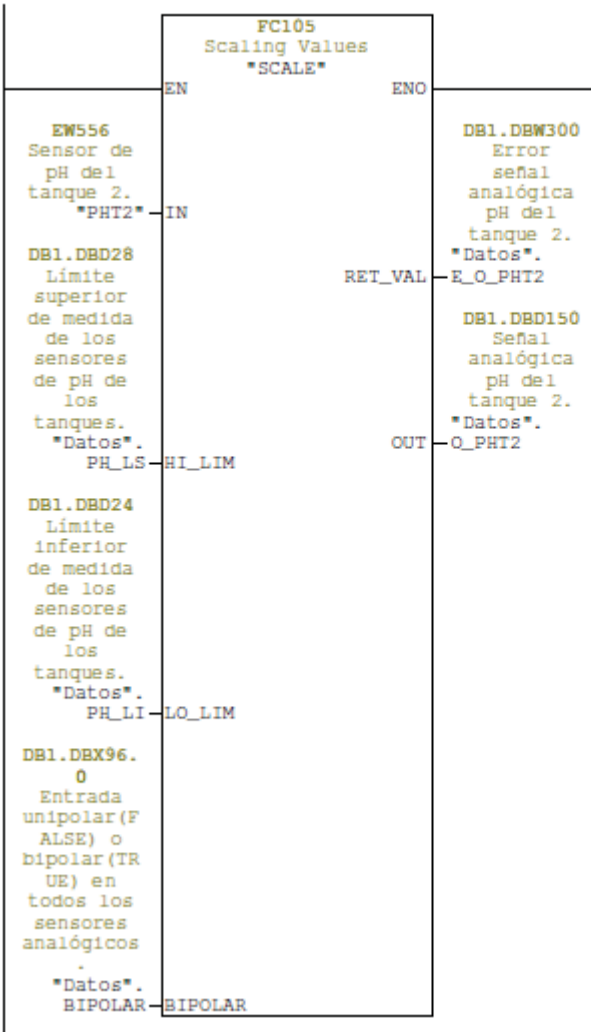 FC105
Scaling Values
"SCALE"
EN
ENO
EW556
Sensor de
pH del
tanque 2.
"PHT2"
IN
DB1.DBD28
Límite
superior
de medida
de los
sensores
de pH de
los
tanques.
"Datos".
PH_LS
HI_LIM
DB1.DBD24
Límite
inferior
de medida
de los
sensores
de pH de
los
tanques.
"Datos".
PH_LI
LO_LIM
DB1.DBX96.
0
Entrada
unipolar(F
ALSE) o
bipolar(TR
UE) en
todos los
sensores
analógicos
.
"Datos".
BIPOLAR
BIPOLAR
DB1.DBW300
Error
señal
analógica
pH del
tanque 2.
"Datos".
RET_VAL
E_O_PHT2
DB1.DBD150
Señal
analógica
pH del
tanque 2.
"Datos".
OUT
O_PHT2